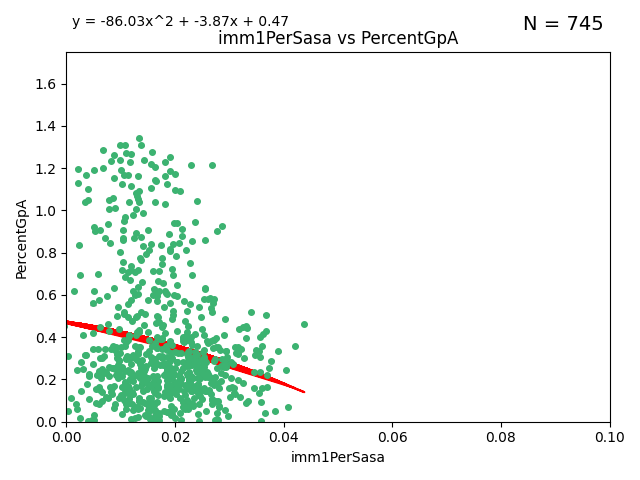 y = -86.03x^2 + -3.87x + 0.47
N = 745
imm1PerSasa vs PercentGpA
PercentGpA
1.6
1.4
1.2
1.0
0.8
0.6
0.4
0.2
0.0
0.00 0.02 0.04 0.06 0.08 0.10
imm1PerSasa